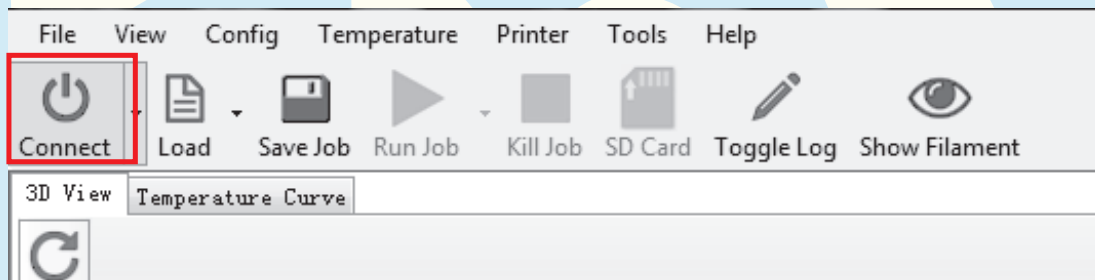 File View Config Temperature Printer Tools Help
Connect Load Save Job Run Job Kill Job SD Card Toggle Log Show Filament
3D View Temperature Curve